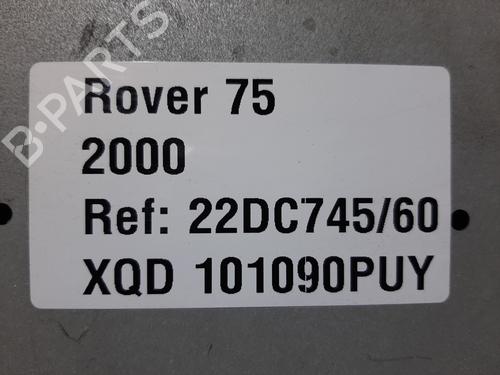 B-PARTS
Rover 75
2000
Ref: 22DC745/60
XQD 101090PUY